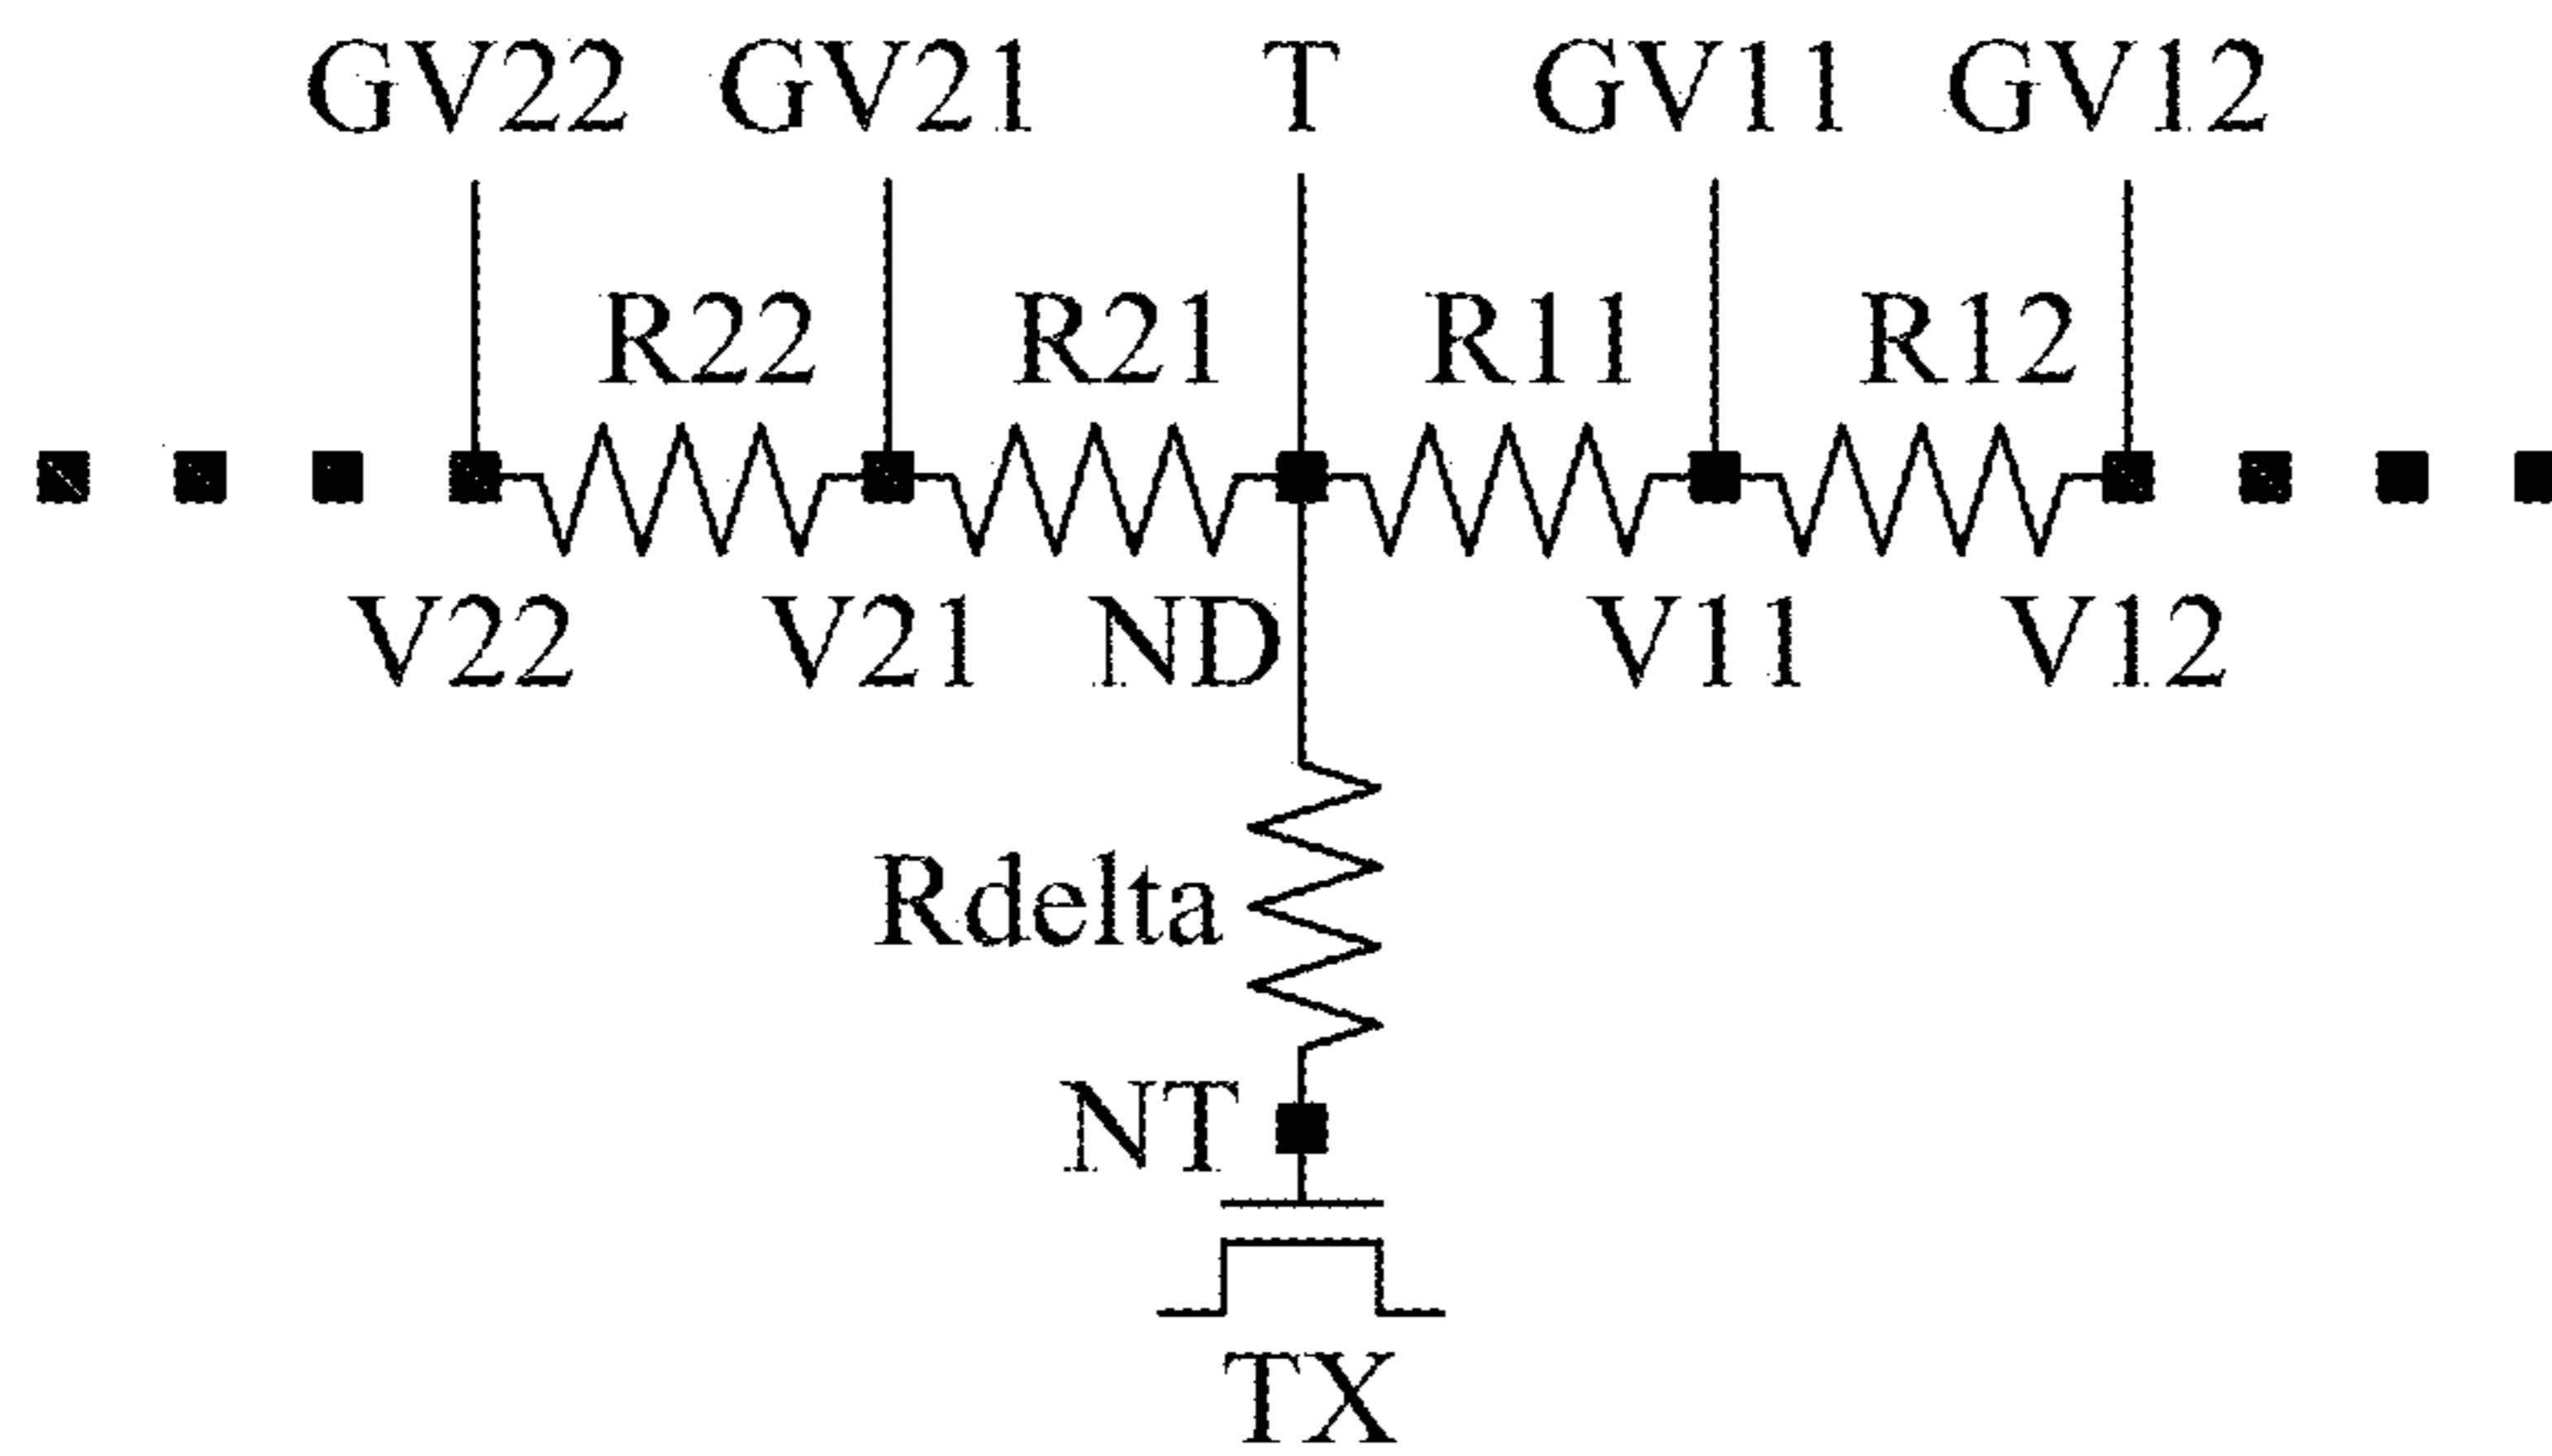 GV22 GV21 T GV11 GV12
R22 R21 R11 R12
V22 V21 ND V11 V12
Rdelta
NT
TX